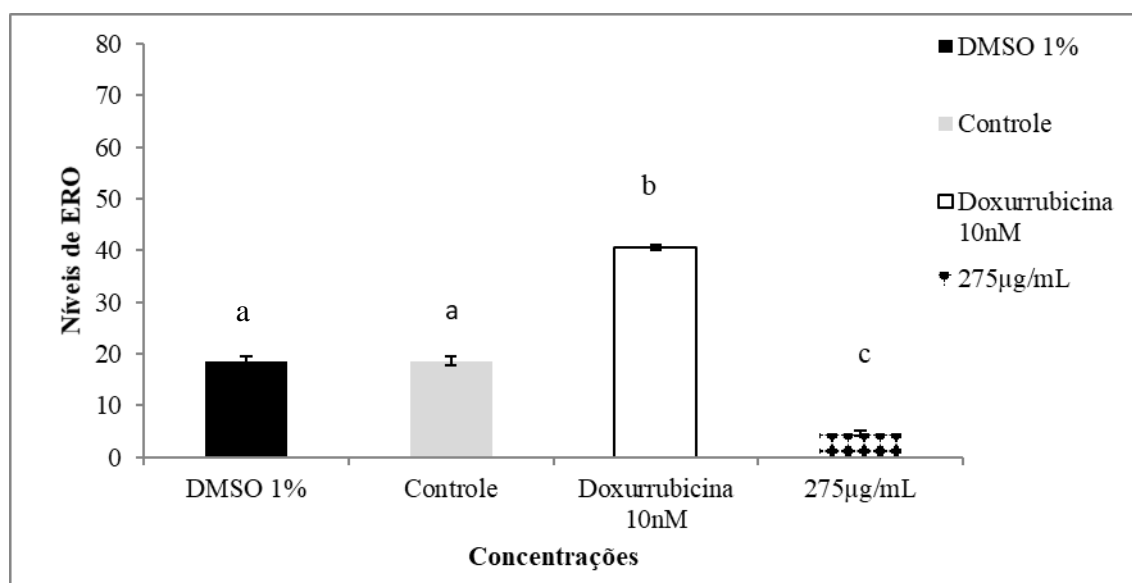 80
70
60
50
40
30
20
10
0
Níveis de ERO
a
a
b
c
DMSO 1%
Controle
Doxurrubicina
10nM
275µg/mL
Concentrações
DMSO 1%
Controle
Doxurrubicina
10nM
275µg/mL